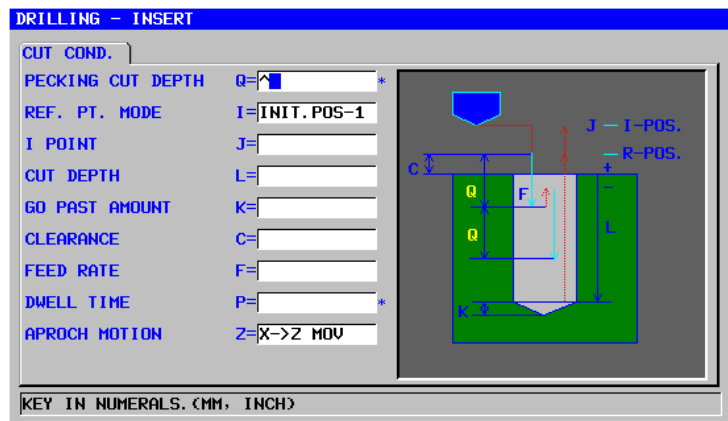 DRILLING - INSERT
CUT COND.
PECKING CUT DEPTH Q=^ *
REF. PT. MODE I=INIT.POS-1
I POINT J=
CUT DEPTH L=
GO PAST AMOUNT K=
CLEARANCE C=
FEED RATE F=
DWELL TIME P= *
APROCH MOTION Z=X->Z MOV
J - I-POS.
R-POS.
C
+
Q F -
Q L
K
KEY IN NUMERALS.(MM, INCH)